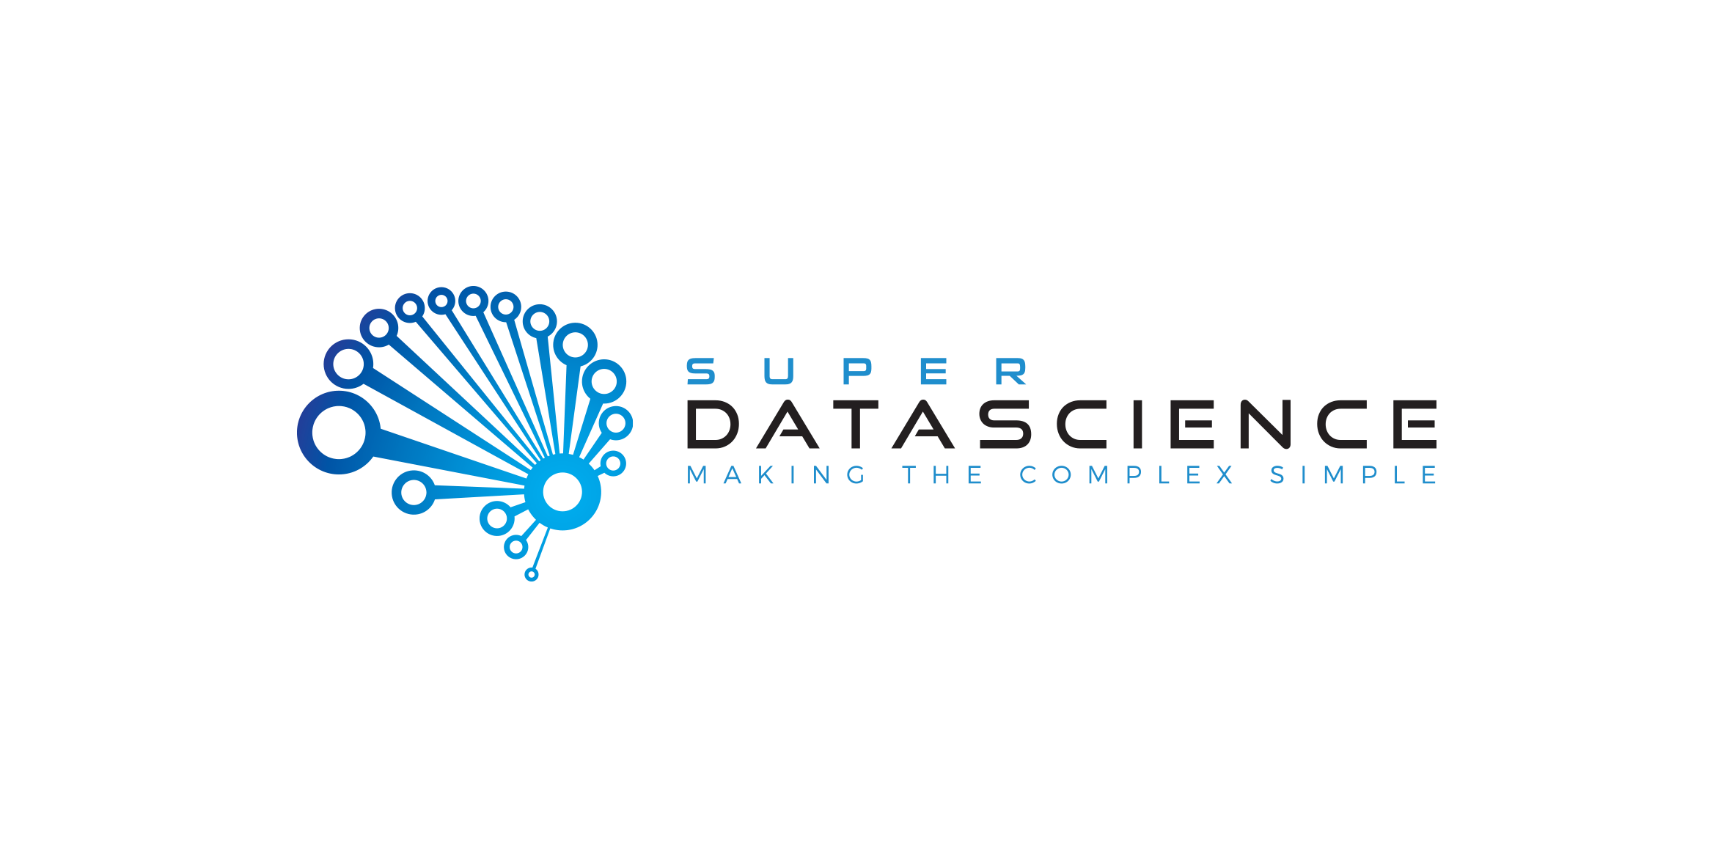 SUPER
DATASCIENCE
MAKING THE COMPLEX SIMPLE